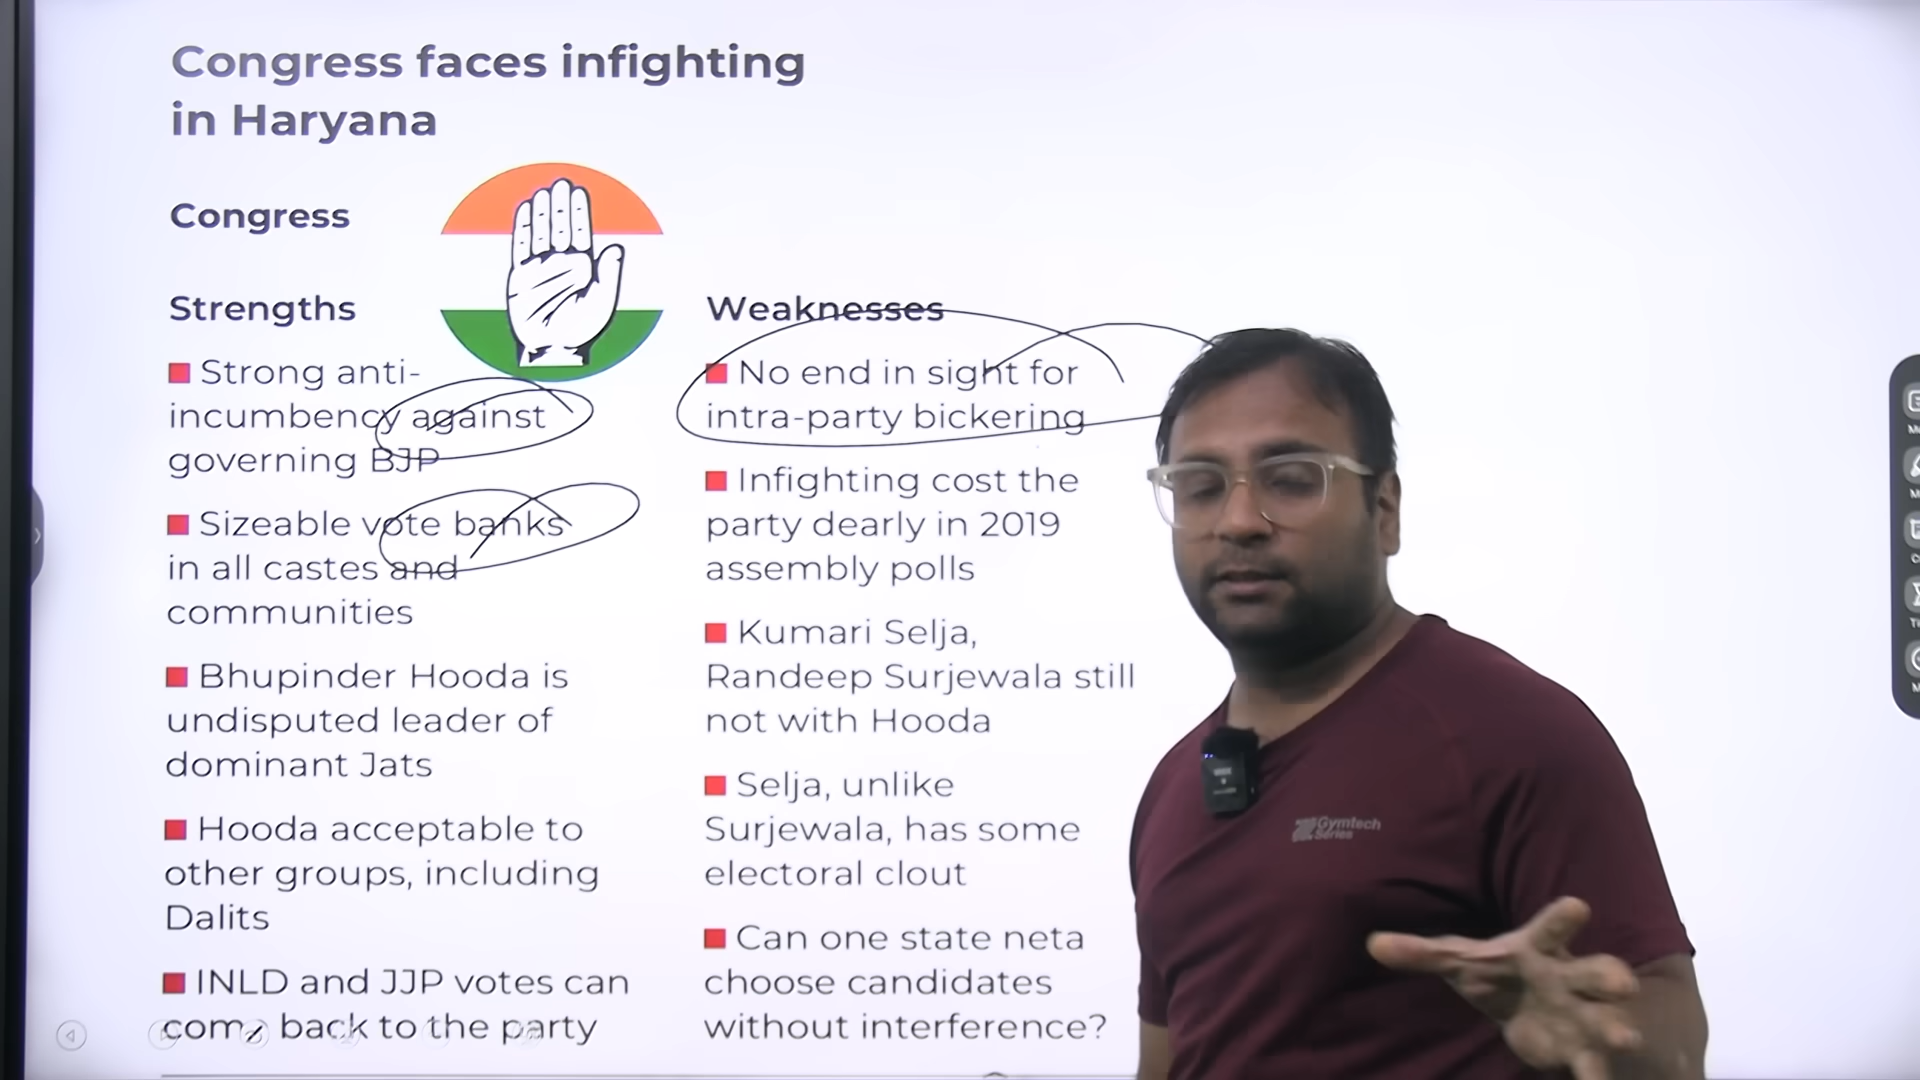 Congress faces infighting
in Haryana
Congress
Strengths
Strong anti-
incumbency against
governing BJP
Sizeable vote banks
in all castes and
communities
Bhupinder Hooda is
undisputed leader of
dominant Jats
Hooda acceptable to
other groups, including
Dalits
INLD and JJP votes can
come back to the party
Weaknesses
No end in sight for
intra-party bickering
Infighting cost the
party dearly in 2019
assembly polls
Kumari Selja,
Randeep Surjewala still
not with Hooda
Selja, unlike
Surjewala, has some
electoral clout
Can one state neta
choose candidates
without interference?
Gymtech
Series